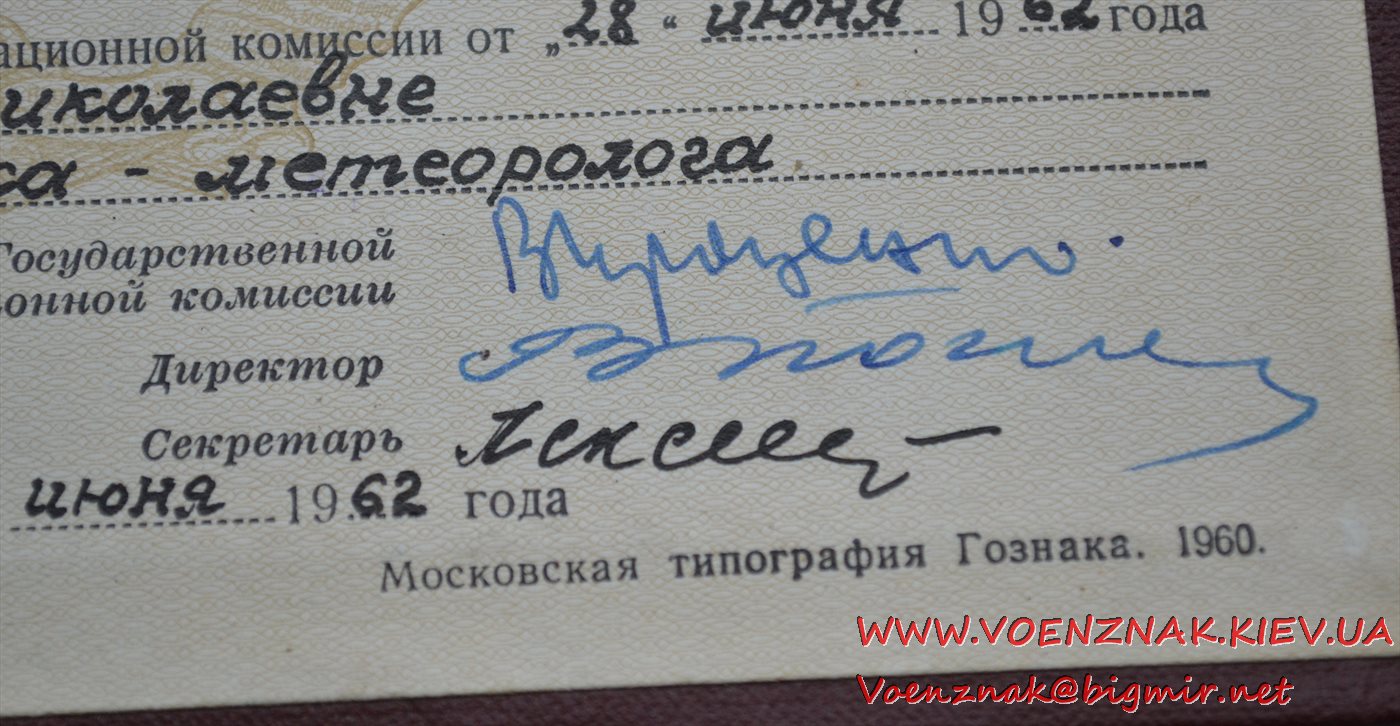 ационной комиссии от „28“ июня 1962 года
иколаевне
са - метеоролога
Государственной
онной комиссии
Директор
Секретарь
июня 1962 года
Московская типография Гознака. 1960.
WWW.VOENZNAK.KIEV.UA
Voenznak@bigmir.net